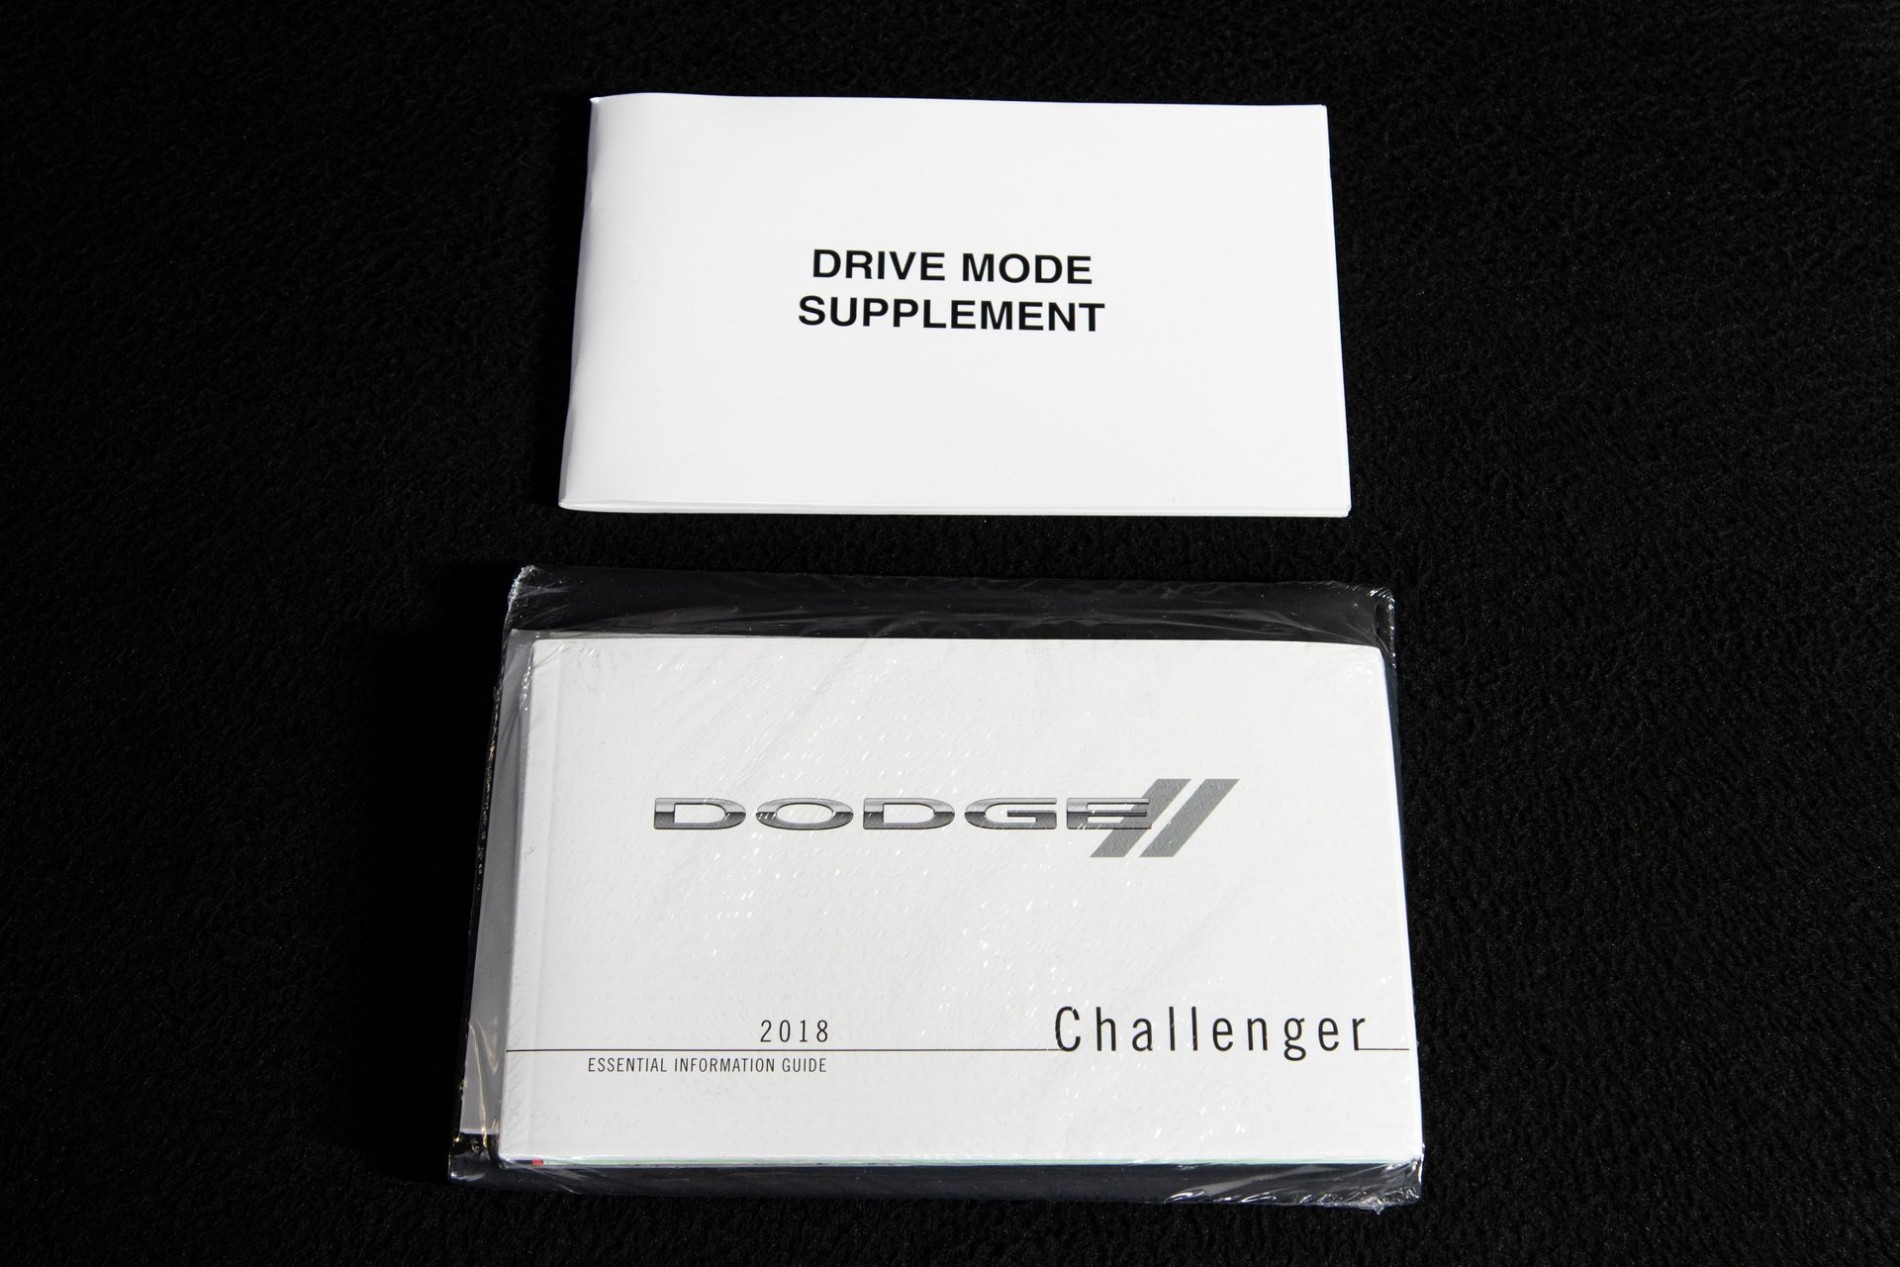 DRIVE MODE
SUPPLEMENT
DODGE
2018
Challenger
ESSENTIAL INFORMATION GUIDE